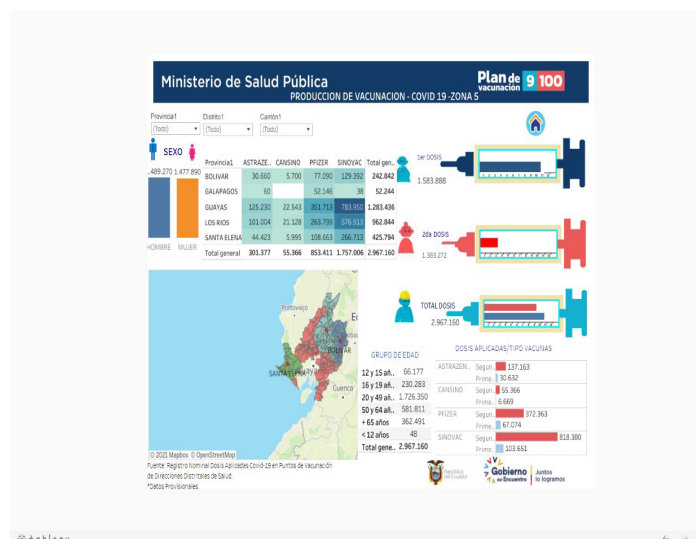 Ministerio de Salud Pública
Plan de vacunación 9 100
PRODUCCION DE VACUNACION - COVID 19 -ZONA 5
Provincia1 Distrito1 Cantón1
(Todo) (Todo) (Todo)
SEXO
.489.270 1.477.890
HOMBRE MUJER
Provincia1 ASTRAZE.. CANSINO PFIZER SINOVAC Total gen..
BOLIVAR 30.660 5.700 77.090 129.392 242.842
GALAPAGOS 60 52.146 38 52.244
GUAYAS 125.230 22.543 351.713 783.950 1.283.436
LOS RIOS 101.004 21.128 263.799 576.913 962.844
SANTA ELENA 44.423 5.995 108.663 266.713 425.794
Total general 301.377 55.366 853.411 1.757.006 2.967.160
1er DOSIS
1.583.888
2da DOSIS
1.383.272
TOTAL DOSIS
2.967.160
Portoviejo
BOLIVAR
Cuenca
© 2021 Mapbox © OpenStreetMap
GRUPO DE EDAD
12 y 15 añ.. 66.177
16 y 19 añ.. 230.283
20 y 49 añ.. 1.726.350
50 y 64 añ.. 581.811
+ 65 años 362.491
< 12 años 48
Total gene.. 2.967.160
DOSIS APLICADAS/TIPO VACUNAS
ASTRAZEN.. Segun.. 137.163
Prime.. 30.632
CANSINO Segun.. 55.366
Prime.. 6.669
PFIZER Segun.. 372.363
Prime.. 67.074
SINOVAC Segun.. 818.380
Prime.. 103.651
Fuente: Registro Nominal Dosis Aplicadas Covid-19 en Puntos de Vacunación
de Direcciones Distritales de Salud.
*Datos Provisionales.
República
del Ecuador
Gobierno
del Encuentro
Juntos
lo logramos